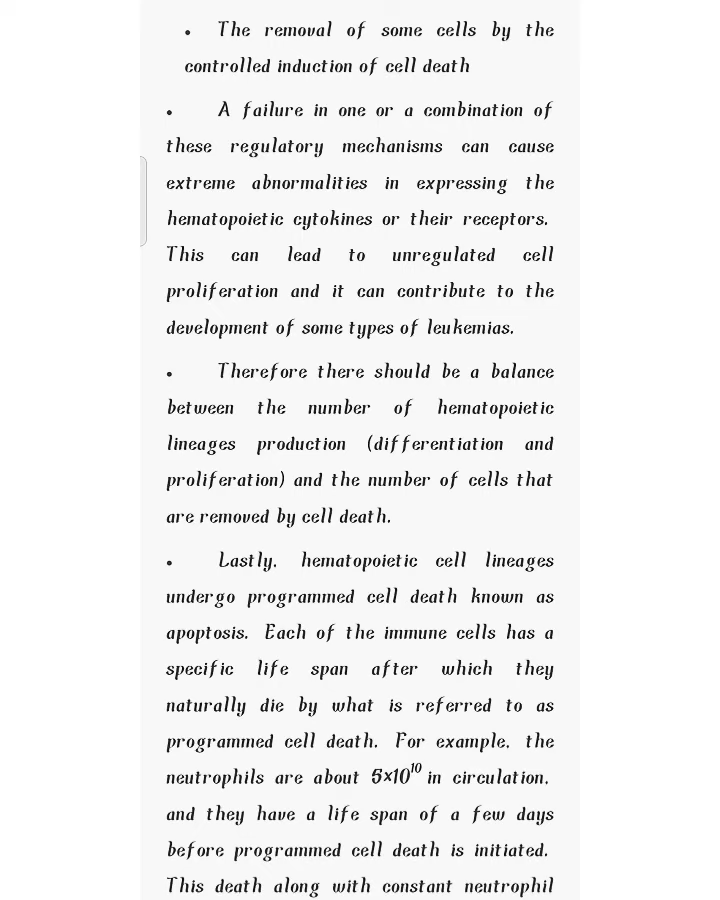 • The removal of some cells by the
controlled induction of cell death
• A failure in one or a combination of
these regulatory mechanisms can cause
extreme abnormalities in expressing the
hematopoietic cytokines or their receptors.
This can lead to unregulated cell
proliferation and it can contribute to the
development of some types of leukemias.
• Therefore there should be a balance
between the number of hematopoietic
lineages production (differentiation and
proliferation) and the number of cells that
are removed by cell death.
• Lastly, hematopoietic cell lineages
undergo programmed cell death known as
apoptosis. Each of the immune cells has a
specific life span after which they
naturally die by what is referred to as
programmed cell death. For example, the
neutrophils are about 5×10¹⁰ in circulation,
and they have a life span of a few days
before programmed cell death is initiated.
This death along with constant neutrophil